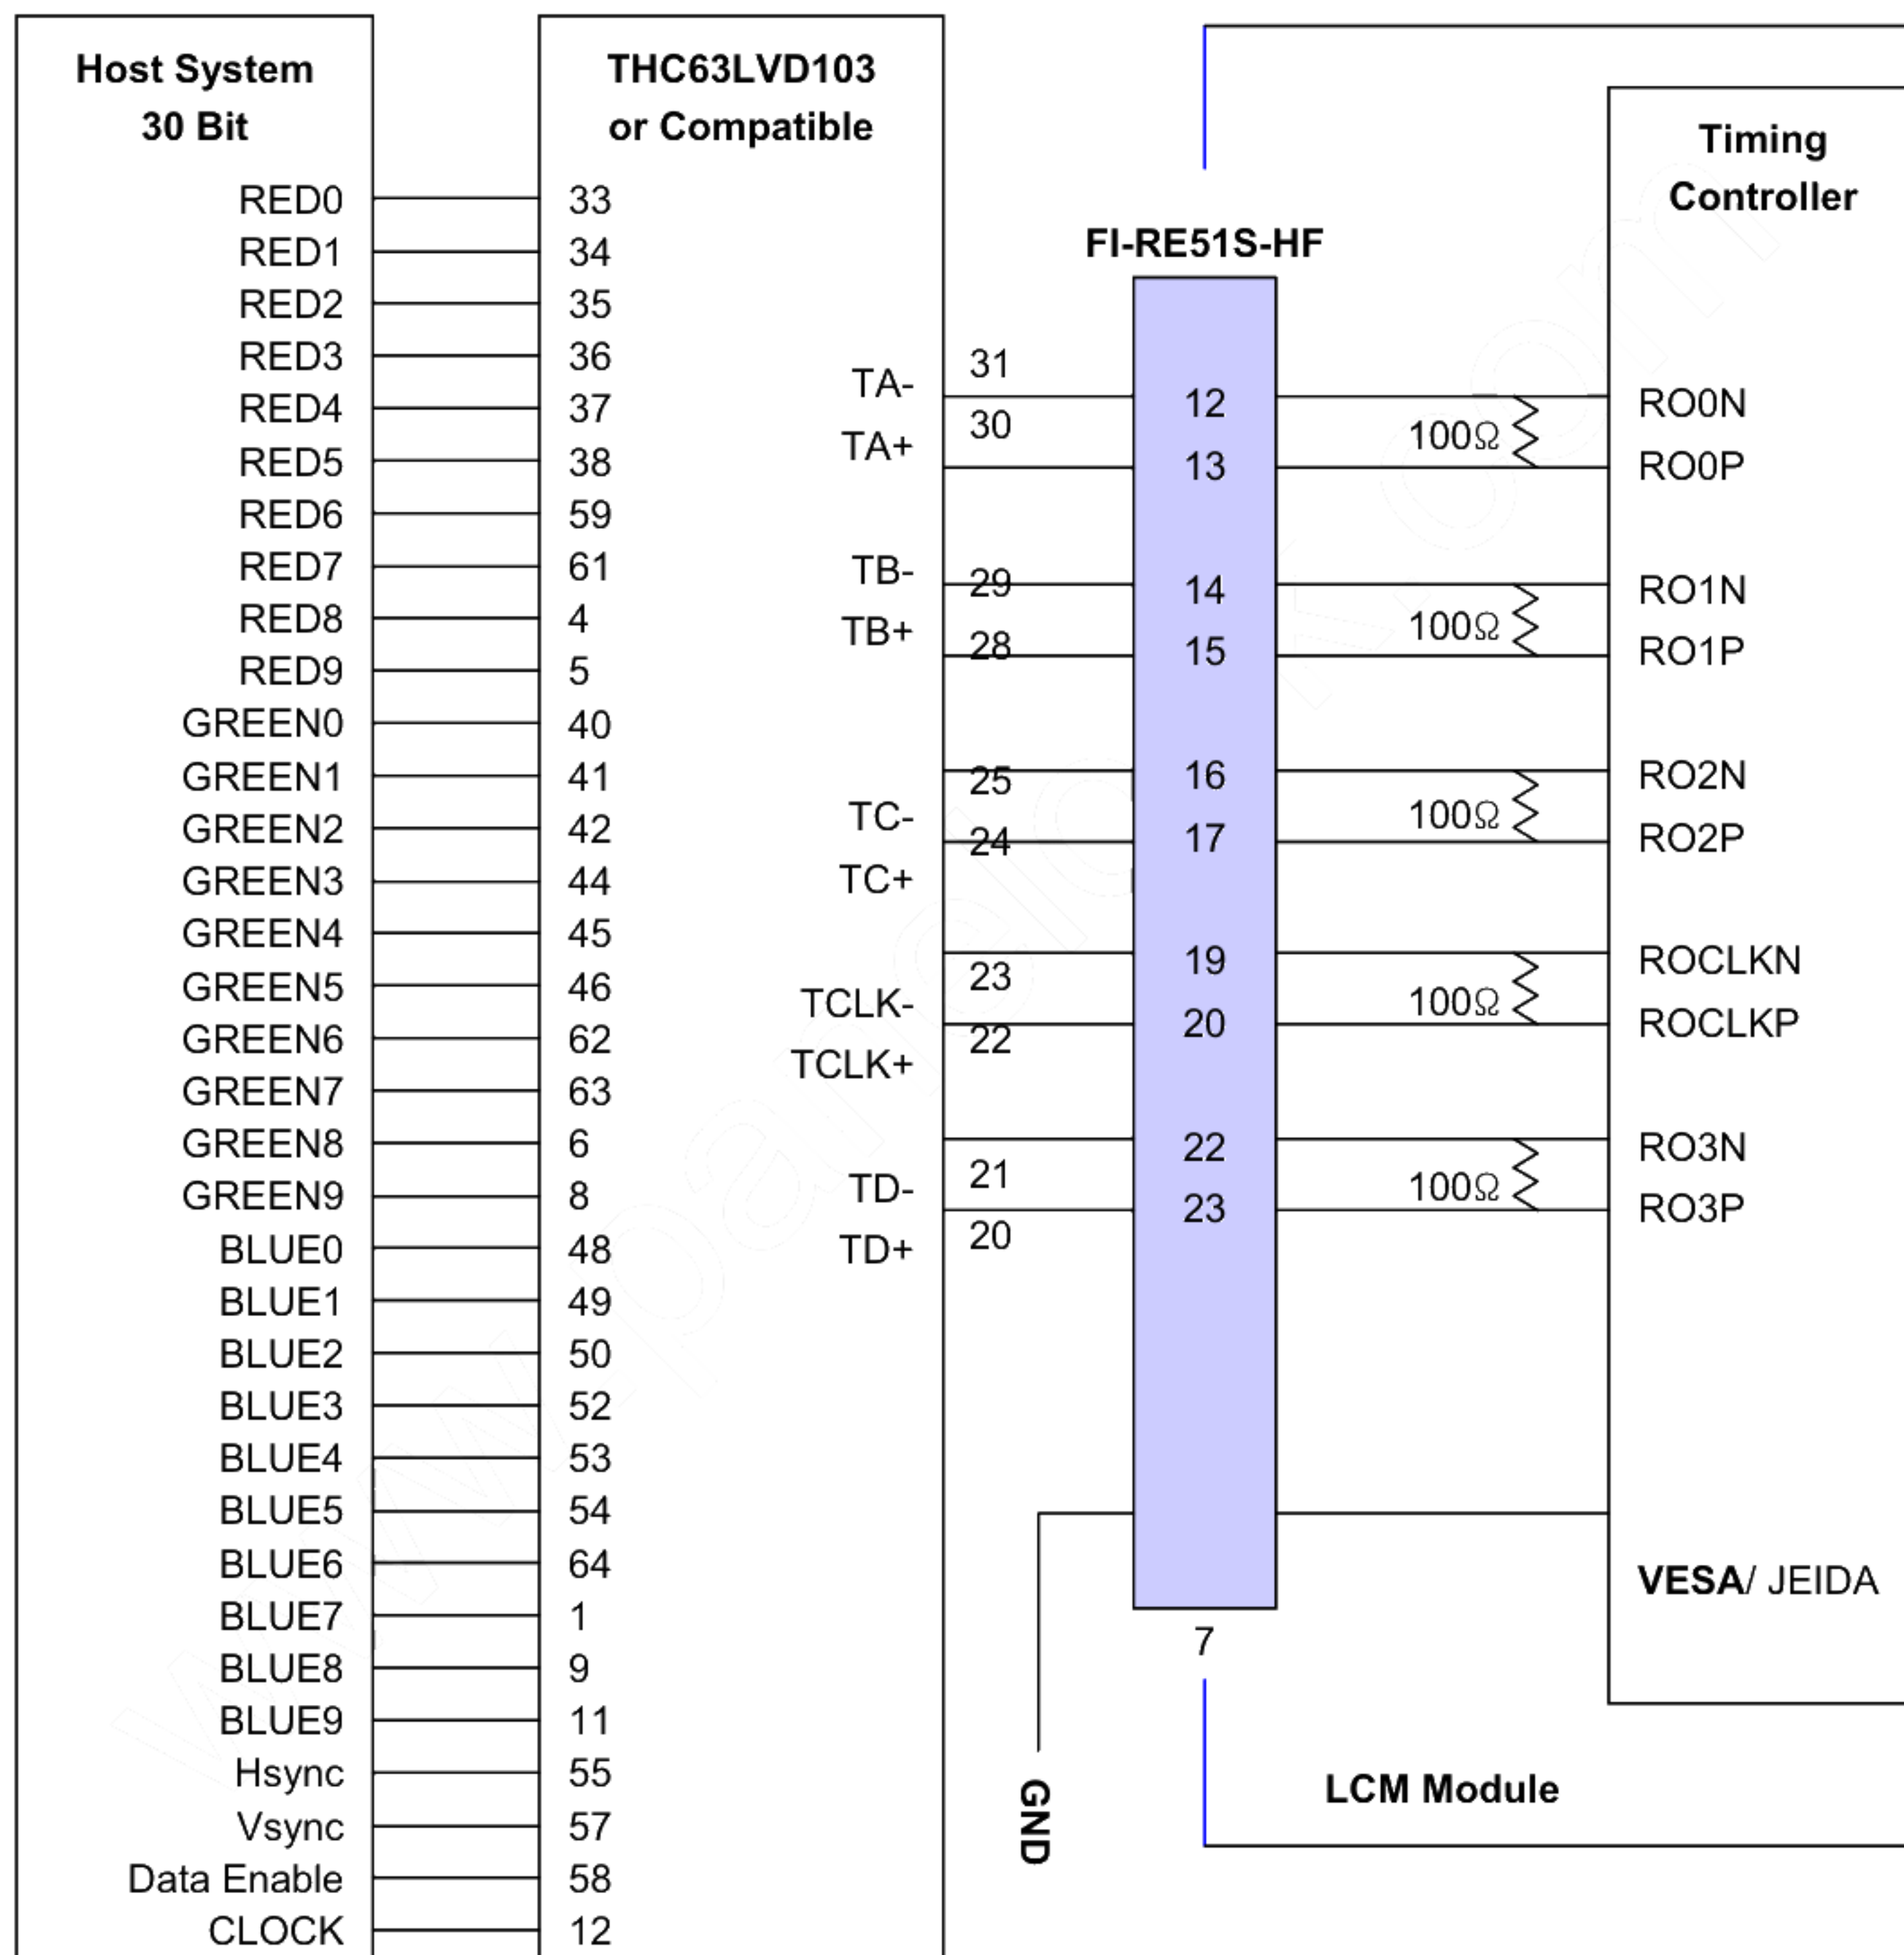 Host System
30 Bit
RED0 33
RED1 34
RED2 35
RED3 36
RED4 37
RED5 38
RED6 59
RED7 61
RED8 4
RED9 5
GREEN0 40
GREEN1 41
GREEN2 42
GREEN3 44
GREEN4 45
GREEN5 46
GREEN6 62
GREEN7 63
GREEN8 6
GREEN9 8
BLUE0 48
BLUE1 49
BLUE2 50
BLUE3 52
BLUE4 53
BLUE5 54
BLUE6 64
BLUE7 1
BLUE8 9
BLUE9 11
Hsync 55
Vsync 57
Data Enable 58
CLOCK 12
THC63LVD103
or Compatible
TA- 31
TA+ 30
TB- 29
TB+ 28
TC- 25
TC+ 24
TCLK- 23
TCLK+ 22
TD- 21
TD+ 20
FI-RE51S-HF
12
13
14
15
16
17
19
20
22
23
7
GND
100Ω
100Ω
100Ω
100Ω
100Ω
Timing
Controller
RO0N
RO0P
RO1N
RO1P
RO2N
RO2P
ROCLKN
ROCLKP
RO3N
RO3P
VESA/ JEIDA
LCM Module